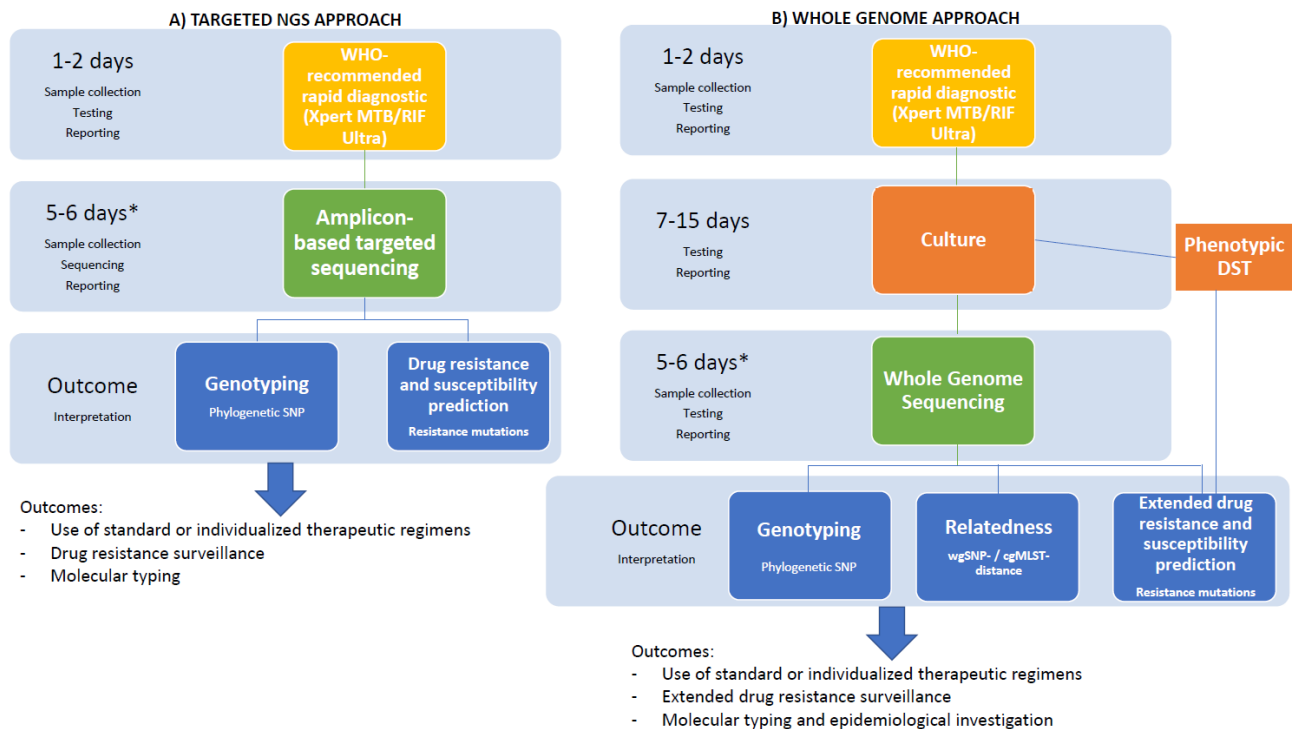 A) TARGETED NGS APPROACH
1-2 days
Sample collection
Testing
Reporting
WHO-
recommended
rapid diagnostic
(Xpert MTB/RIF
Ultra)
5-6 days*
Sample collection
Sequencing
Reporting
Amplicon-
based targeted
sequencing
Outcome
Interpretation
Genotyping
Phylogenetic SNP
Drug resistance
and susceptibility
prediction
Resistance mutations
Outcomes:
- Use of standard or individualized therapeutic regimens
- Drug resistance surveillance
- Molecular typing
B) WHOLE GENOME APPROACH
1-2 days
Sample collection
Testing
Reporting
WHO-
recommended
rapid diagnostic
(Xpert MTB/RIF
Ultra)
7-15 days
Testing
Reporting
Culture
Phenotypic
DST
5-6 days*
Sample collection
Testing
Reporting
Whole Genome
Sequencing
Outcome
Interpretation
Genotyping
Phylogenetic SNP
Relatedness
wgSNP- / cgMLST-
distance
Extended drug
resistance and
susceptibility
prediction
Resistance mutations
Outcomes:
- Use of standard or individualized therapeutic regimens
- Extended drug resistance surveillance
- Molecular typing and epidemiological investigation